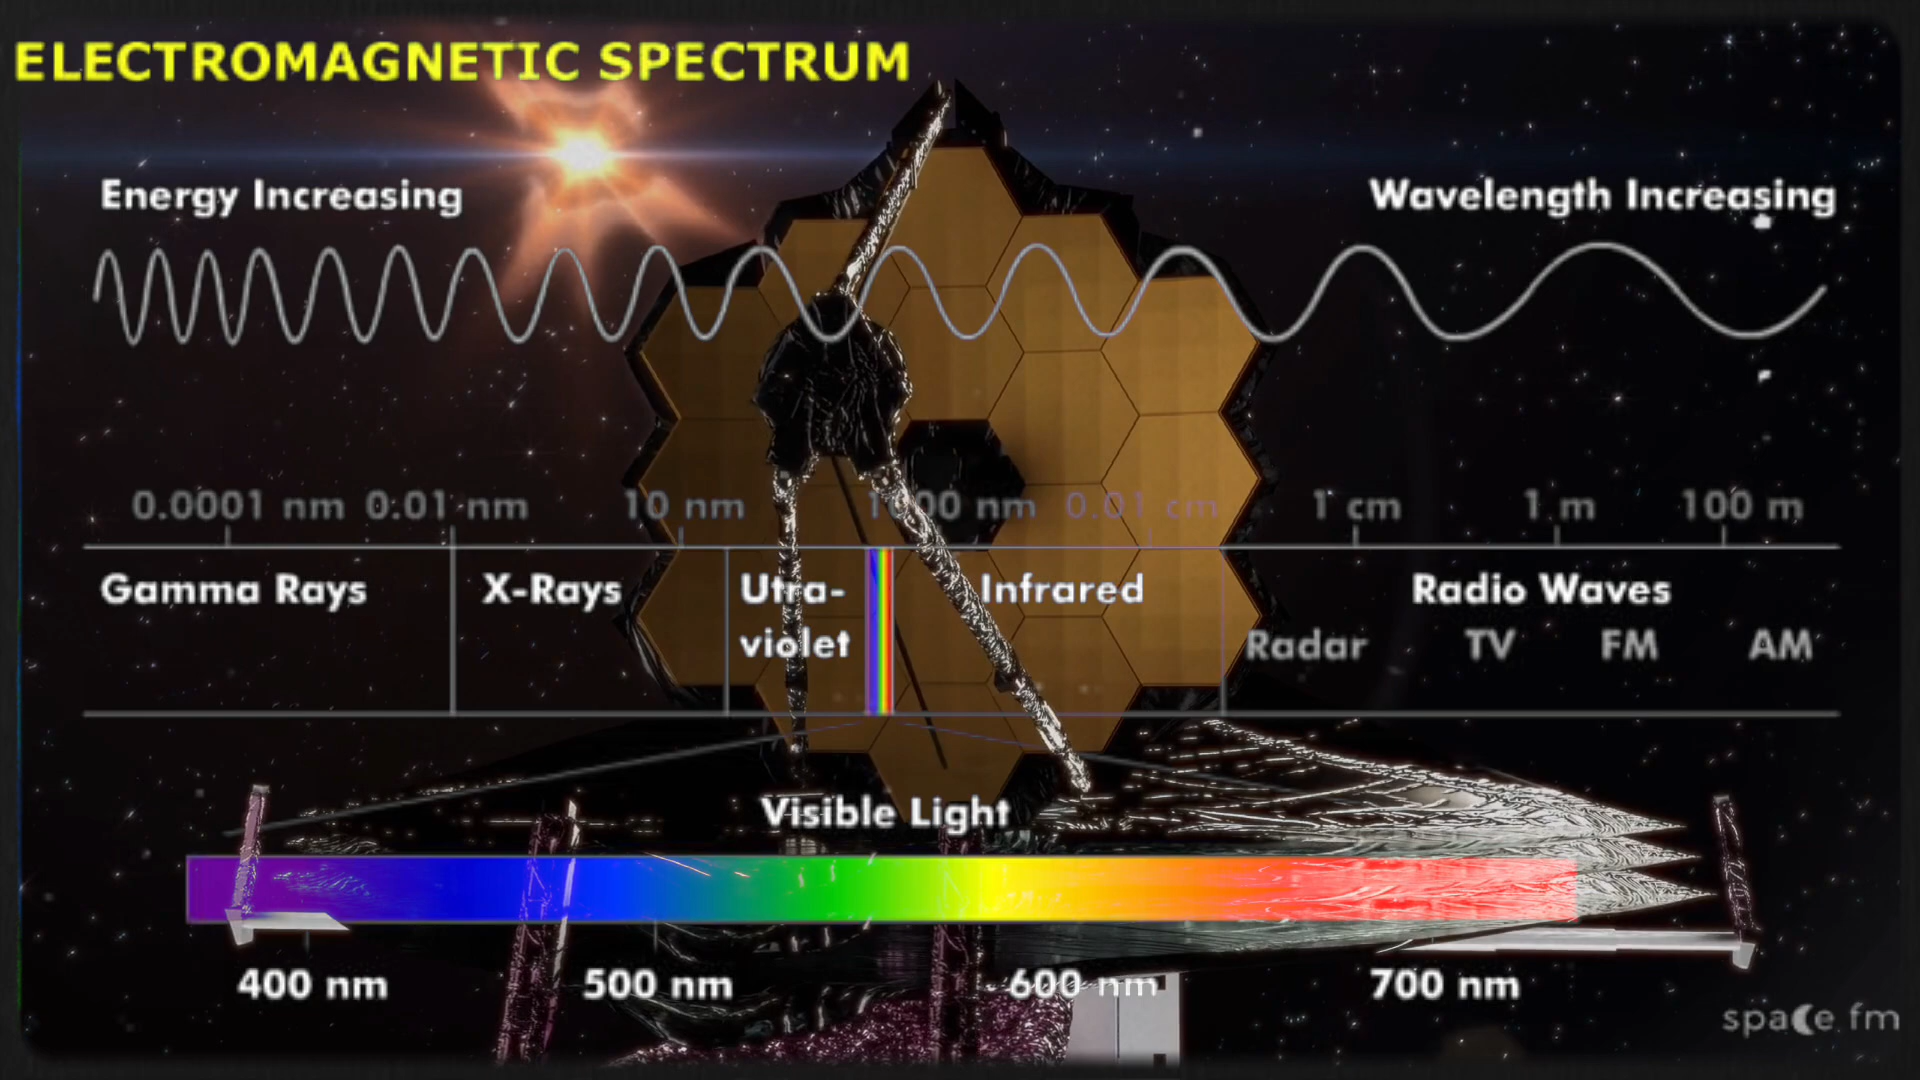 ELECTROMAGNETIC SPECTRUM
Energy Increasing
Wavelength Increasing
0.0001 nm 0.01 nm 10 nm 1000 nm 0.01 cm 1 cm 1 m 100 m
Gamma Rays X-Rays Utra- Infrared Radio Waves
violet Radar TV FM AM
Visible Light
400 nm 500 nm 600 nm 700 nm
space fm